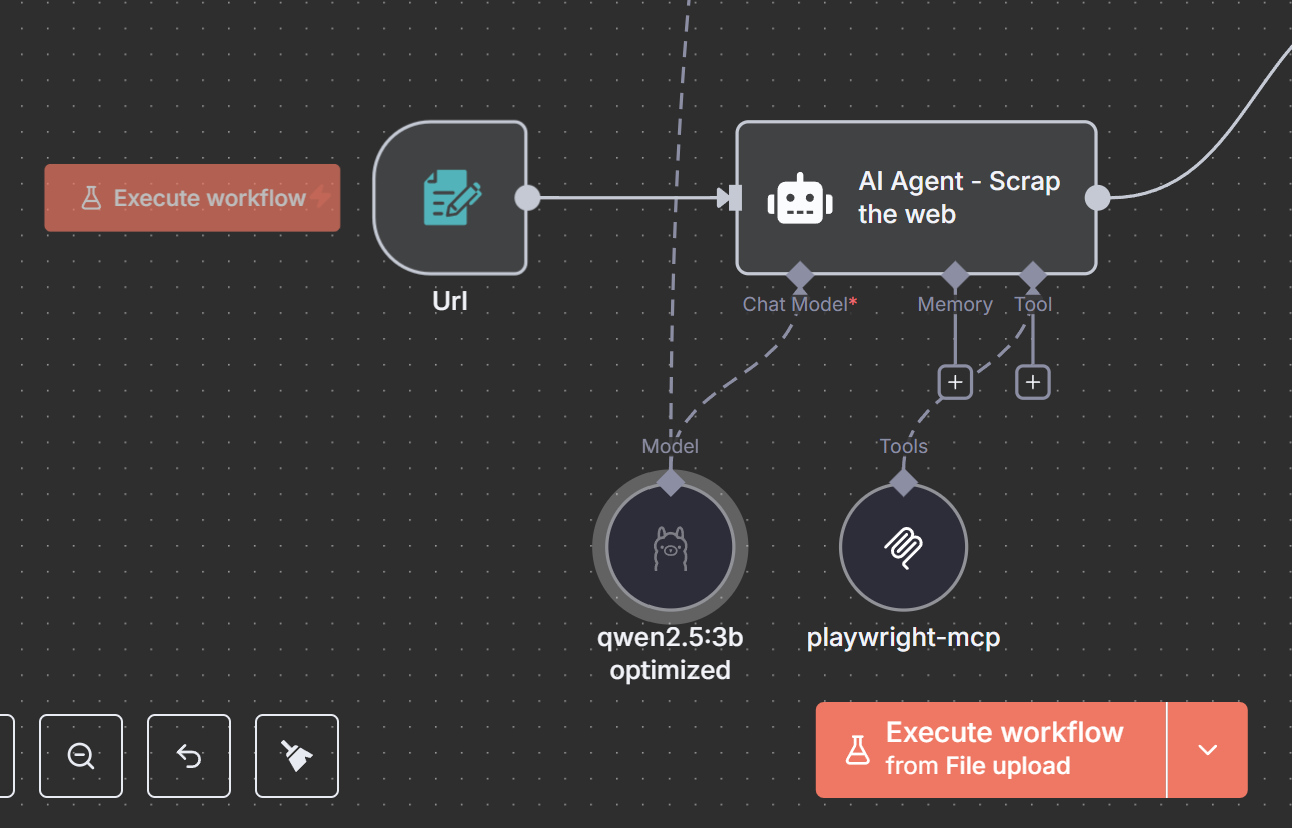 Execute workflow
AI Agent - Scrap
the web
Url
Chat Model*
Memory
Tool
Model
Tools
qwen2.5:3b
optimized
playwright-mcp
Execute workflow
from File upload